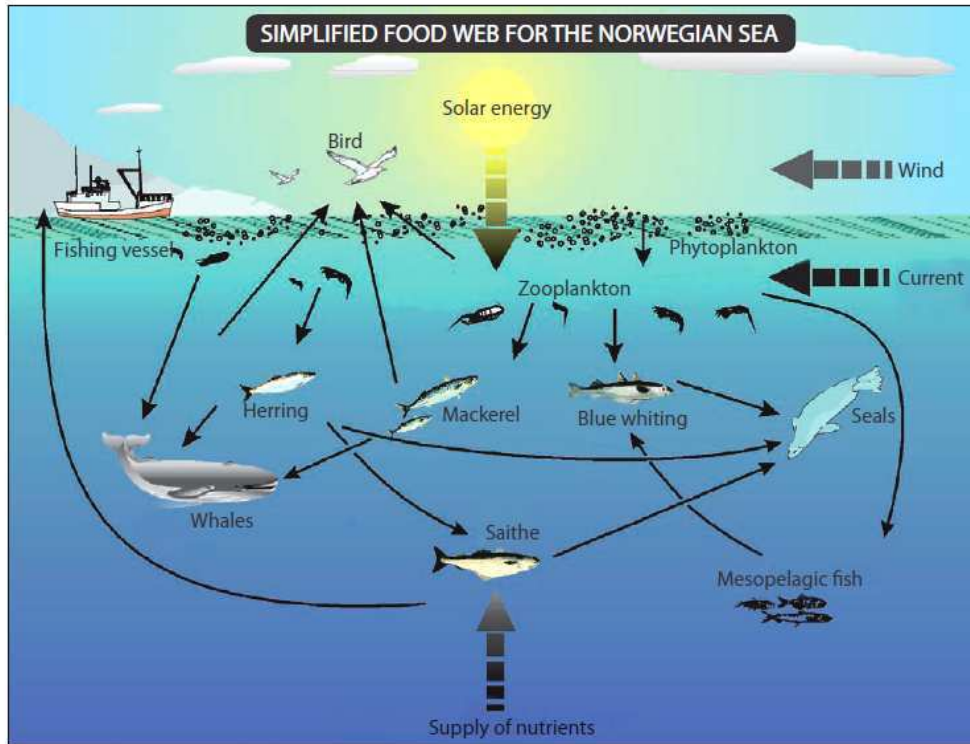 SIMPLIFIED FOOD WEB FOR THE NORWEGIAN SEA
Solar energy
Bird
Wind
Fishing vessel
Phytoplankton
Current
Zooplankton
Herring
Mackerel
Blue whiting
Seals
Whales
Saithe
Mesopelagic fish
Supply of nutrients